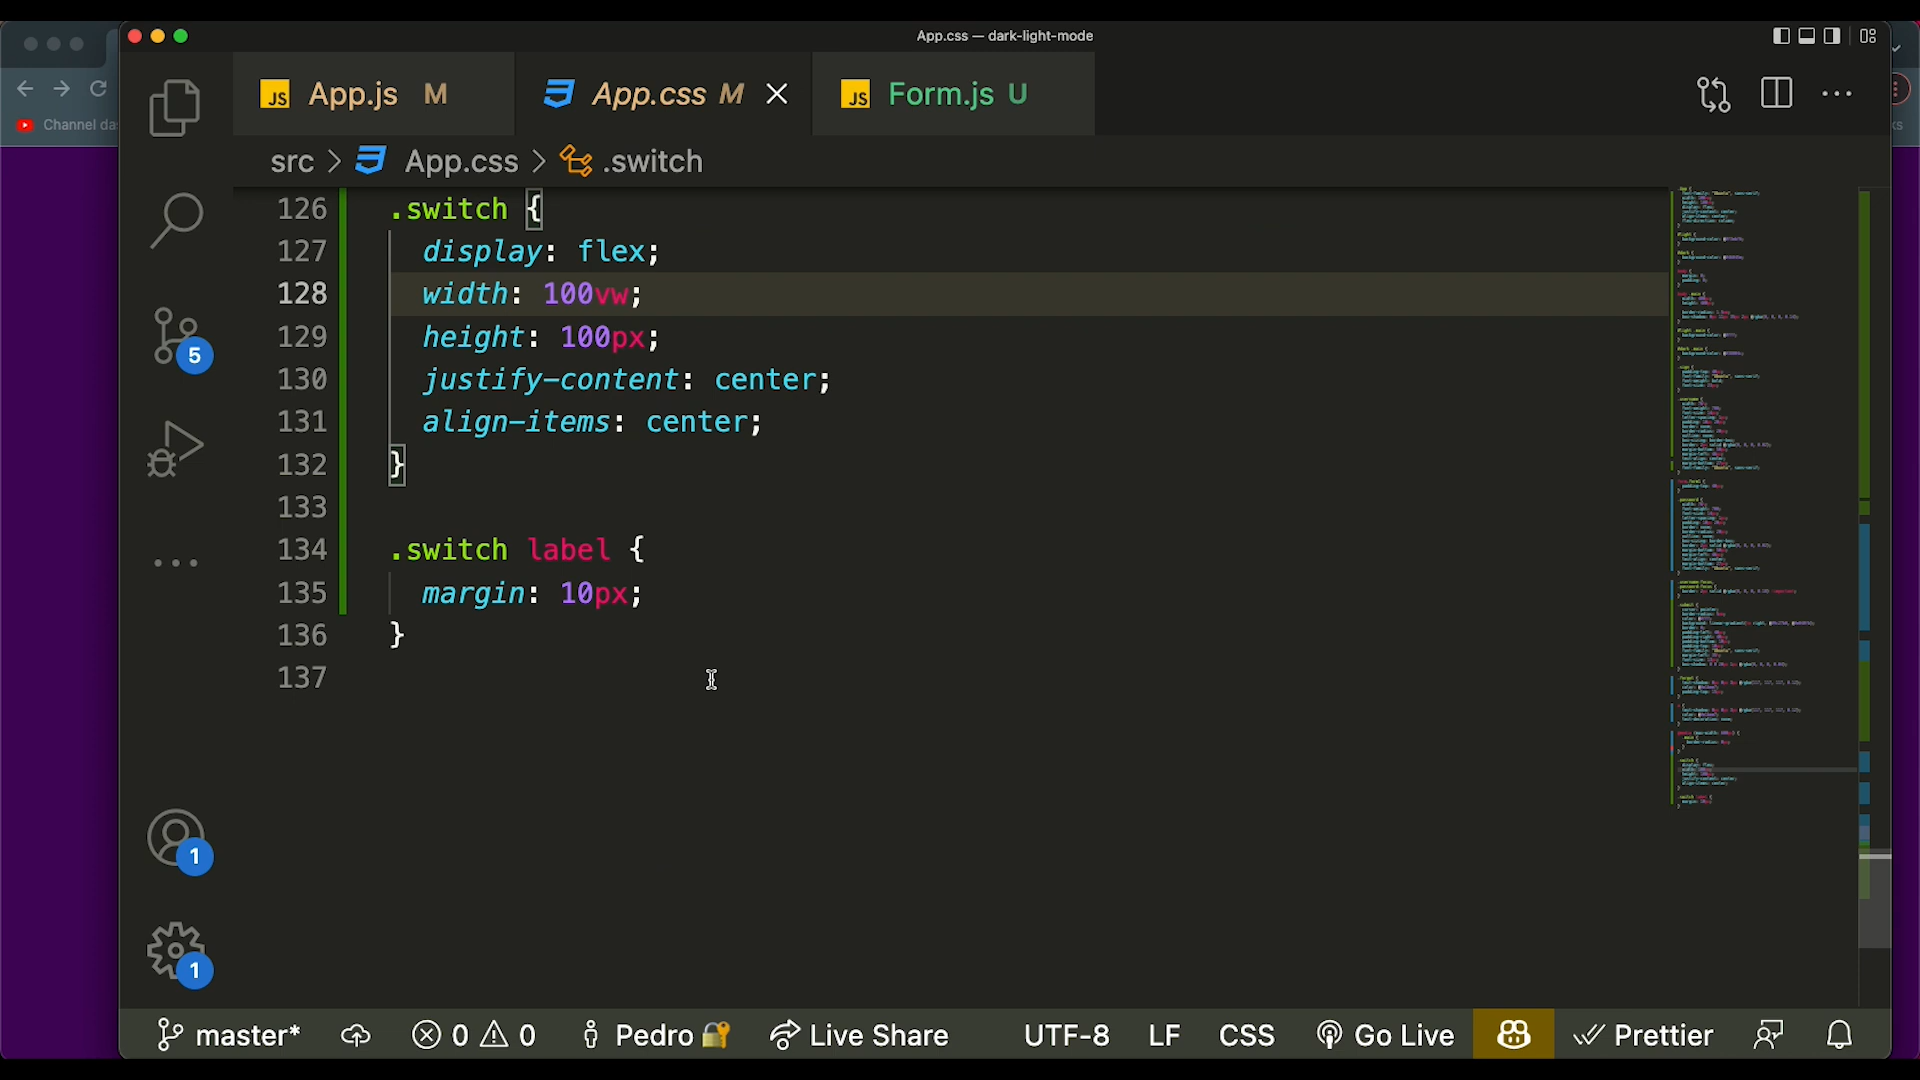 App.css — dark-light-mode
Channel da
JS App.js M
App.css M
JS Form.js U
src > App.css > .switch
126 .switch {
127 display: flex;
128 width: 100vw;
129 height: 100px;
130 justify-content: center;
131 align-items: center;
132 }
133
134 .switch label {
135 margin: 10px;
136 }
137
5
1
1
master* 0 0 Pedro Live Share UTF-8 LF CSS Go Live Prettier